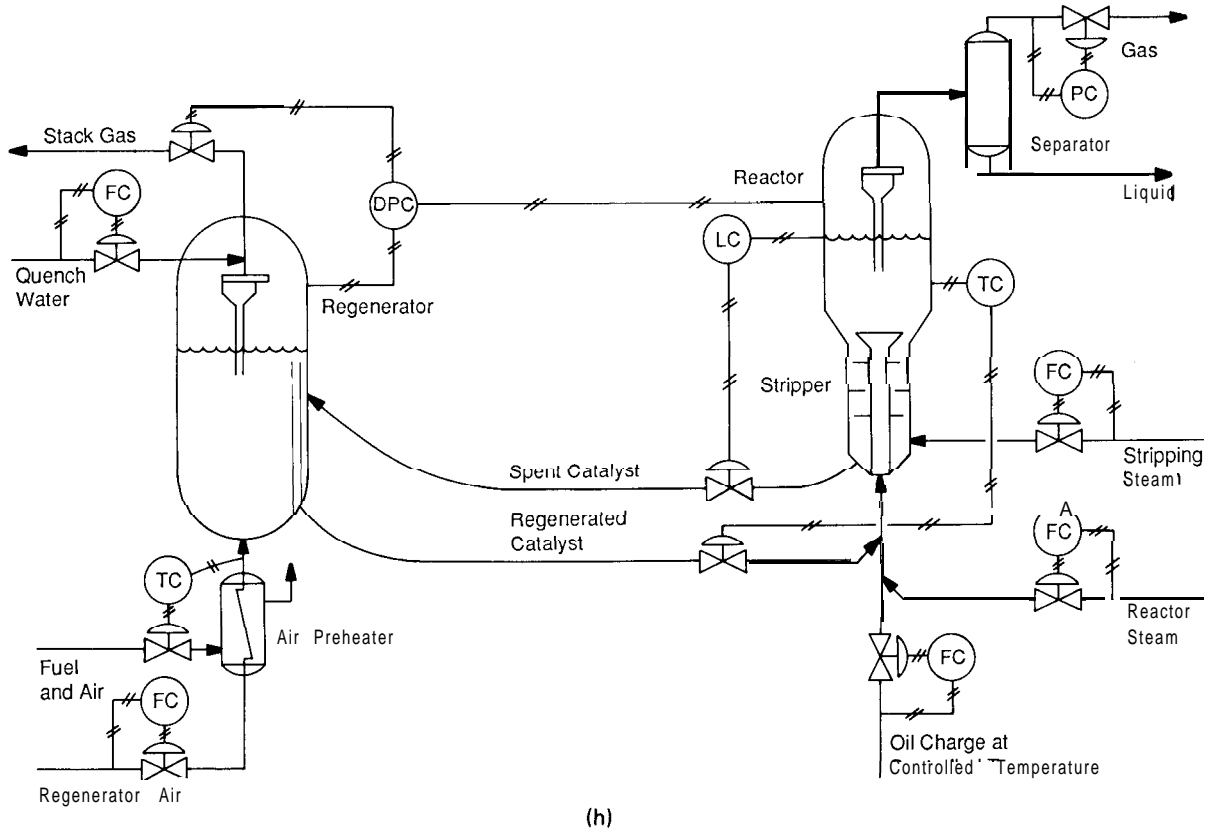 Gas
PC
Separator
Liquid
Stack Gas
FC
DPC
Reactor
LC
Quench
Water
Regenerator
TC
Stripper
FC
Stripping
Steam
Spent Catalyst
Regenerated
Catalyst
A
FC
Reactor
Steam
TC
Air Preheater
Fuel
and Air
FC
FC
Oil Charge at
Controlled Temperature
Regenerator Air
(h)